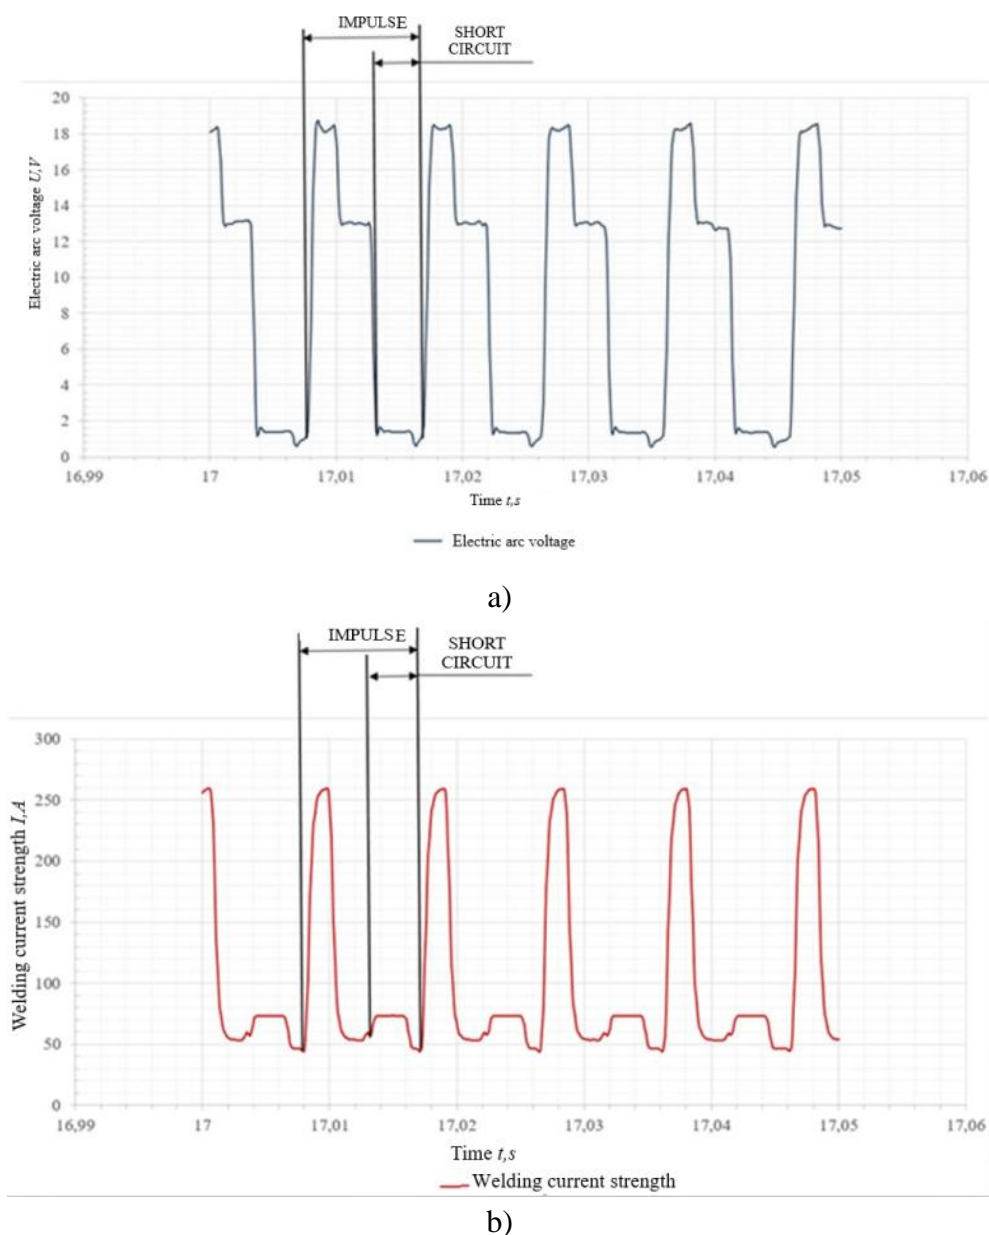 IMPULSE
SHORT
CIRCUIT
20
18
16
14
12
10
8
6
4
2
0
Electric arc voltage U,V
16,99
17
17,01
17,02
17,03
17,04
17,05
17,06
Time t,s
Electric arc voltage
a)
IMPULSE
SHORT
CIRCUIT
300
250
200
150
100
50
0
Welding current strength I,A
16,99
17
17,01
17,02
17,03
17,04
17,05
17,06
Time t,s
Welding current strength
b)